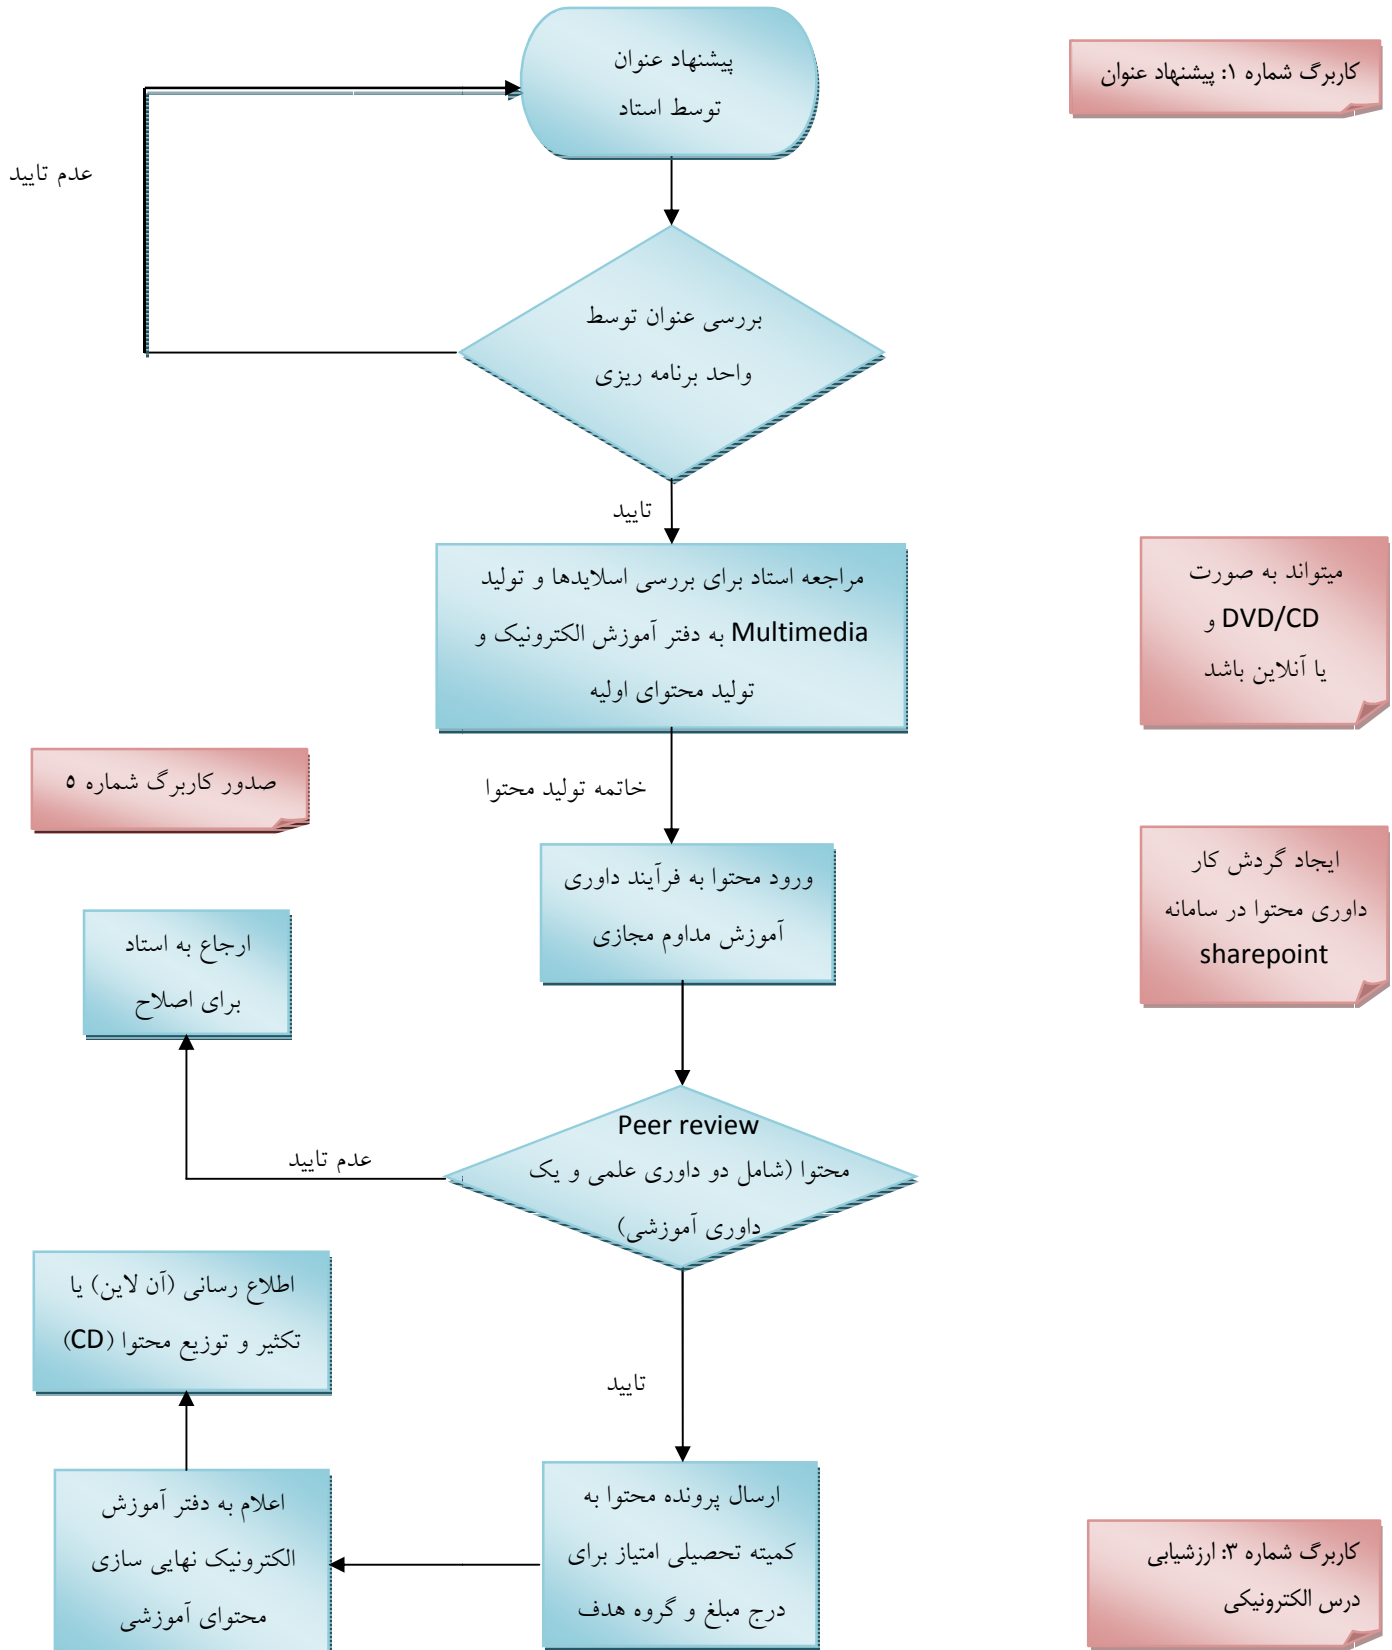 پیشنهاد عنوان
توسط استاد
کاربرگ شماره ۱: پیشنهاد عنوان
عدم تایید
بررسی عنوان توسط
واحد برنامه ریزی
تایید
مراجعه استاد برای بررسی اسلایدها و تولید
Multimedia به دفتر آموزش الکترونیک و
تولید محتوای اولیه
میتواند به صورت
DVD/CD و
یا آنلاین باشد
خاتمه تولید محتوا
صدور کاربرگ شماره ۵
ورود محتوا به فرآیند داوری
آموزش مداوم مجازی
ایجاد گردش کار
داوری محتوا در سامانه
sharepoint
ارجاع به استاد
برای اصلاح
Peer review
محتوا (شامل دو داوری علمی و یک
داوری آموزشی)
عدم تایید
اطلاع رسانی (آن لاین) یا
تکثیر و توزیع محتوا (CD)
تایید
ارسال پرونده محتوا به
کمیته تحصیلی امتیاز برای
درج مبلغ و گروه هدف
اعلام به دفتر آموزش
الکترونیک نهایی سازی
محتوای آموزشی
کاربرگ شماره ۳: ارزشیابی
درس الکترونیکی